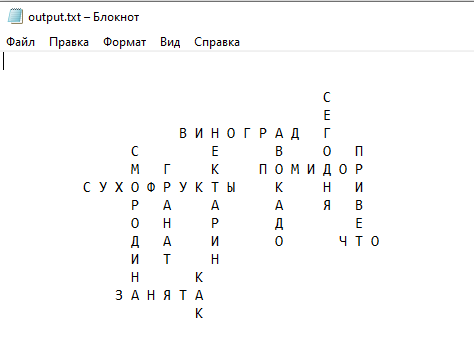 output.txt – Блокнот
Файл Правка Формат Вид Справка
С
Е
В И Н О Г Р А Д Г
С Е В О П
М Г К П О М И Д О Р
С У Х О Ф Р У К Т Ы К Н И
Р А А А Я В
О Н Р Д Е
Д А И О Ч Т О
И Т Н
Н К
З А Н Я Т А К
К